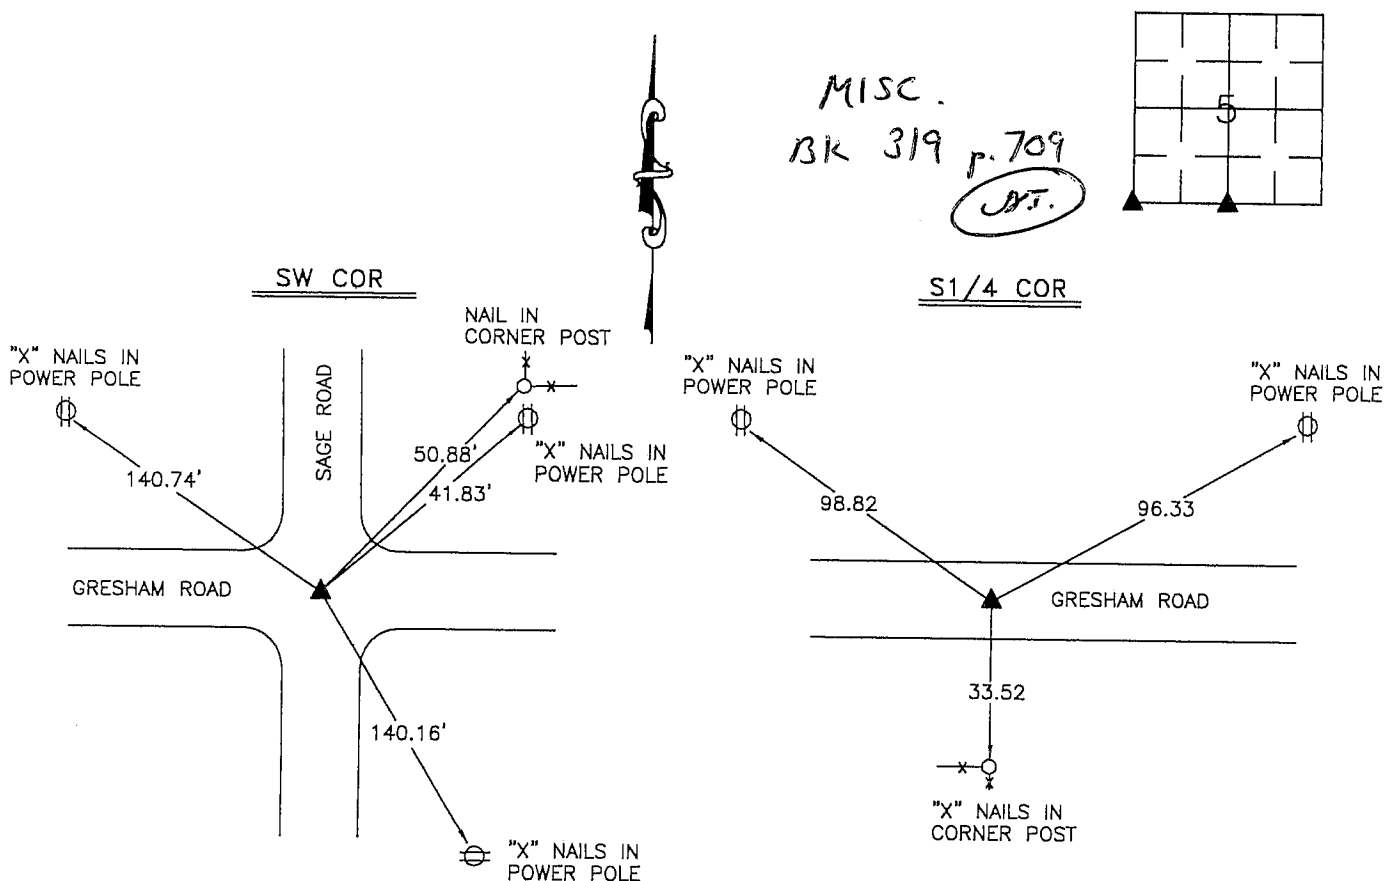 MISC.
BK 319 p. 709
5
SW COR
S1/4 COR
"X" NAILS IN
POWER POLE
NAIL IN
CORNER POST
SAGE ROAD
50.88'
41.83'
"X" NAILS IN
POWER POLE
140.74'
GRESHAM ROAD
140.16'
"X" NAILS IN
POWER POLE
"X" NAILS IN
POWER POLE
"X" NAILS IN
POWER POLE
98.82
96.33
GRESHAM ROAD
33.52
"X" NAILS IN
CORNER POST